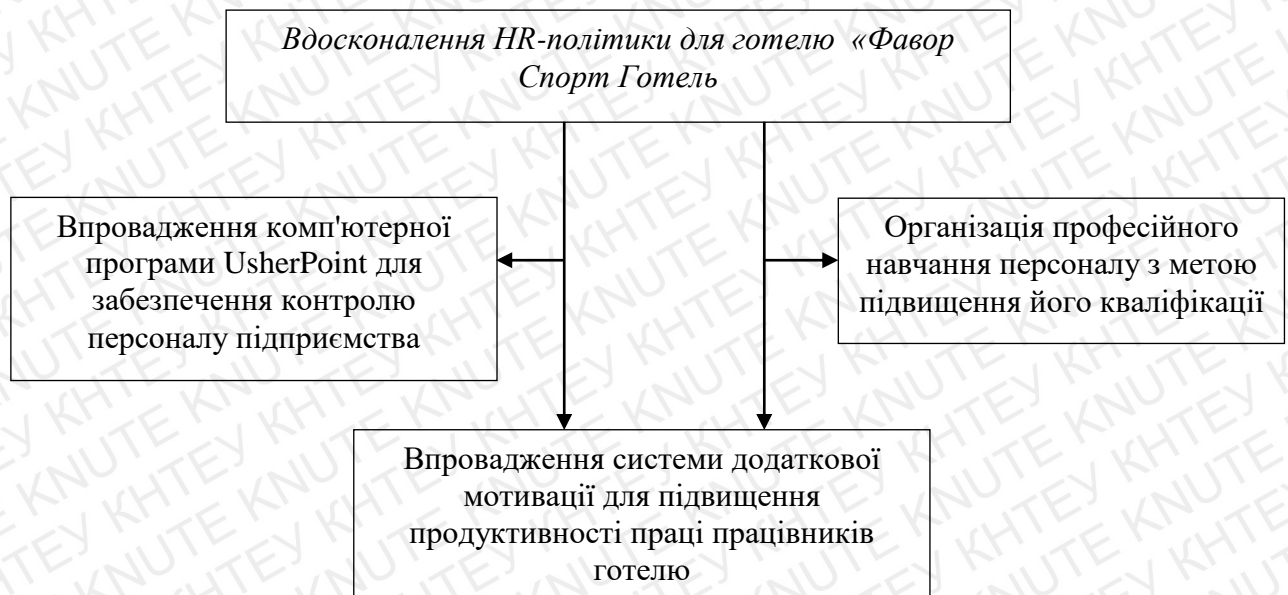 Вдосконалення HR-політики для готелю «Фавор
Спорт Готель
Впровадження комп'ютерної
програми UsherPoint для
забезпечення контролю
персоналу підприємства
Організація професійного
навчання персоналу з метою
підвищення його кваліфікації
Впровадження системи додаткової
мотивації для підвищення
продуктивності праці працівників
готелю